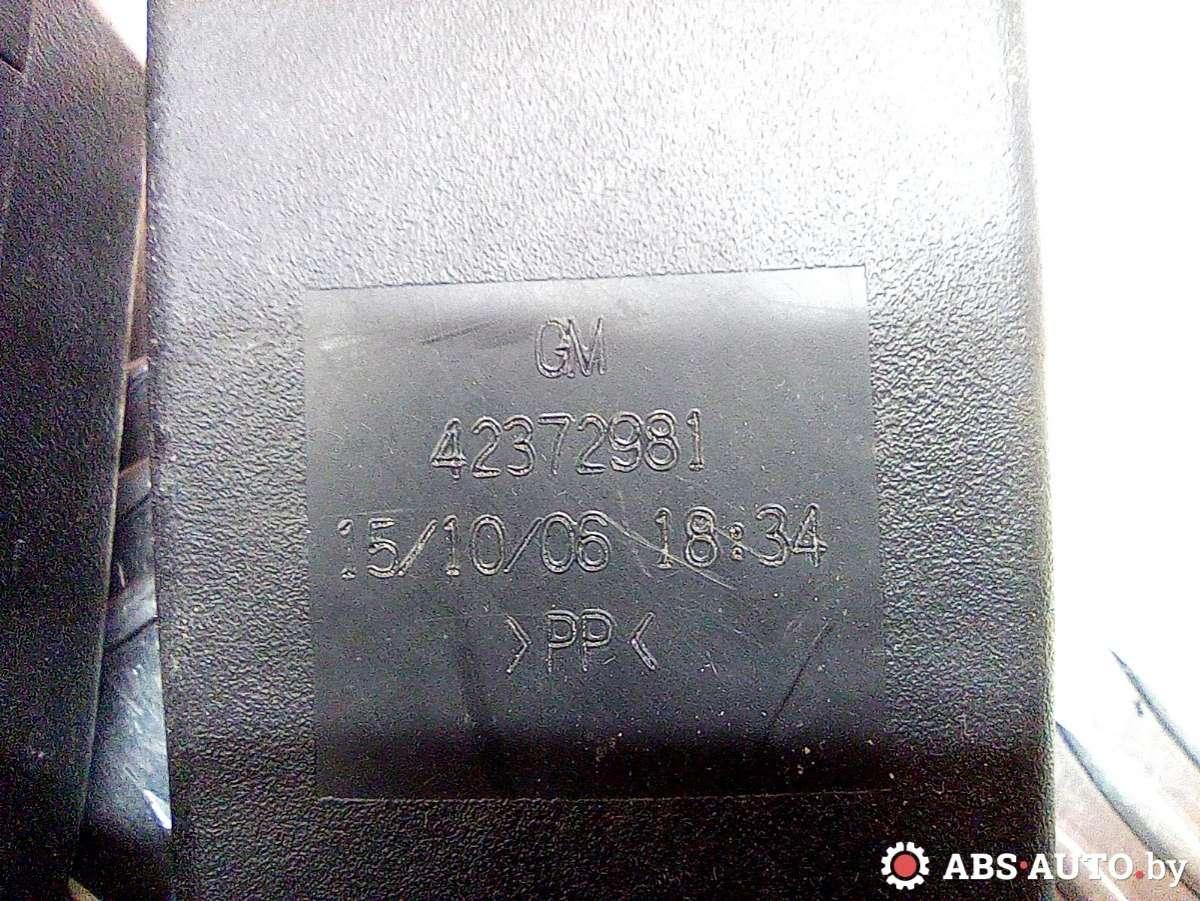 GM
42372981
15/10/06 18:34
>PP<
ABS·AUTO.by